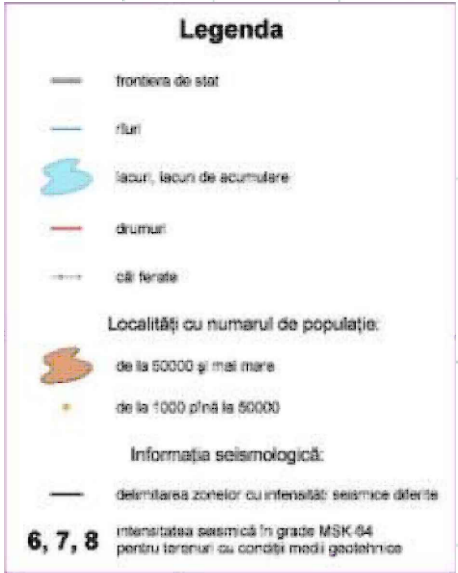 Legenda
frontiera de stat
rîuri
lacuri, lacuri de acumulare
drumuri
căi ferate
Localități cu numarul de populație:
de la 50000 și mai mare
de la 1000 pînă la 50000
Informația seismologică:
delimitarea zonelor cu intensități seismice diferite
6, 7, 8 intensitatea seismică în grade MSK-64
pentru terenuri cu condiții medii geotehnice